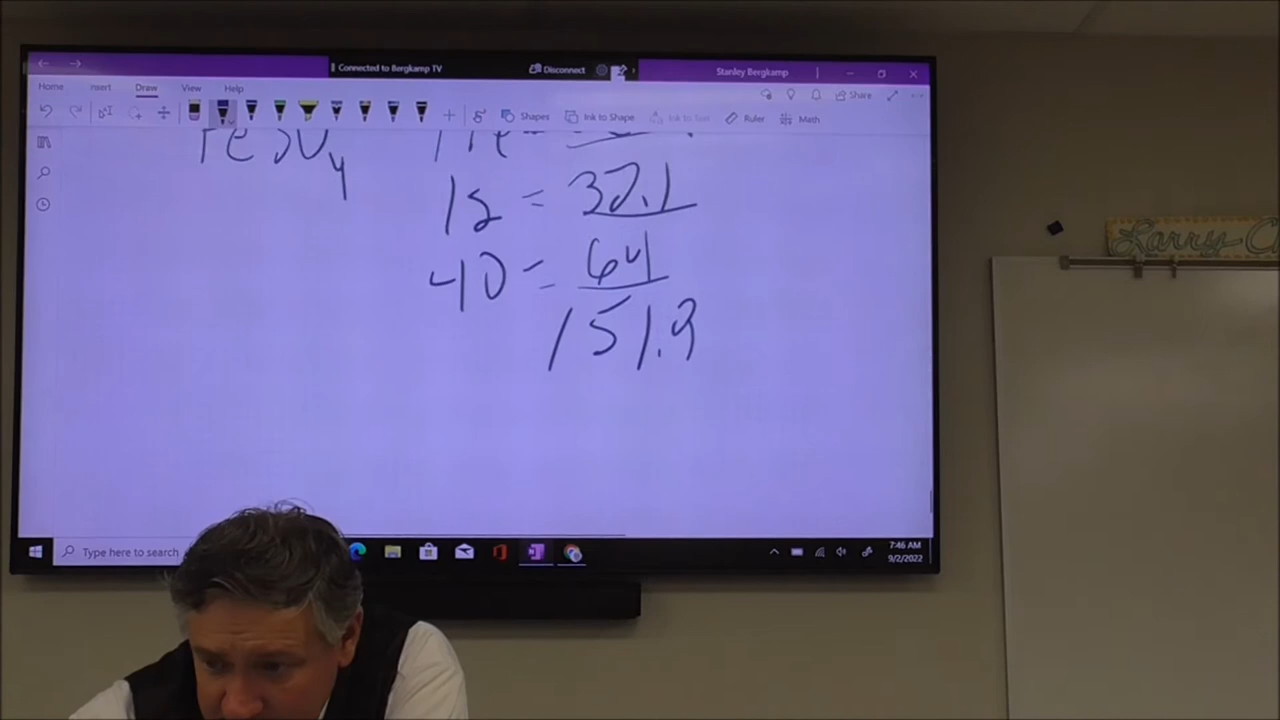 Connected to Bergkamp TV
Disconnect
Stanley Bergkamp
Home Insert Draw View Help
Share
Shapes Ink to Shape Ink to Text Ruler Math
FeSO4
1S = 32.1
4O = 64
151.9
Type here to search
7:46 AM
9/2/2022
Larry C